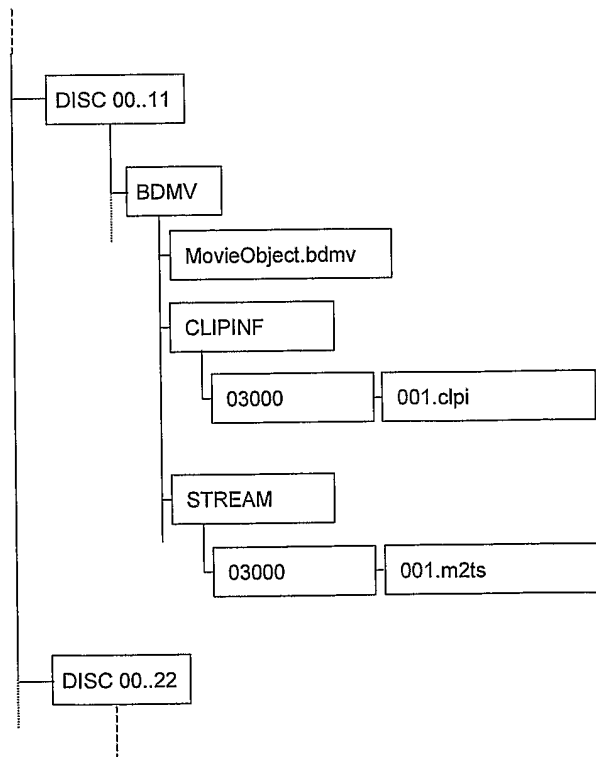 DISC 00..11
BDMV
MovieObject.bdmv
CLIPINF
03000
001.clpi
STREAM
03000
001.m2ts
DISC 00..22